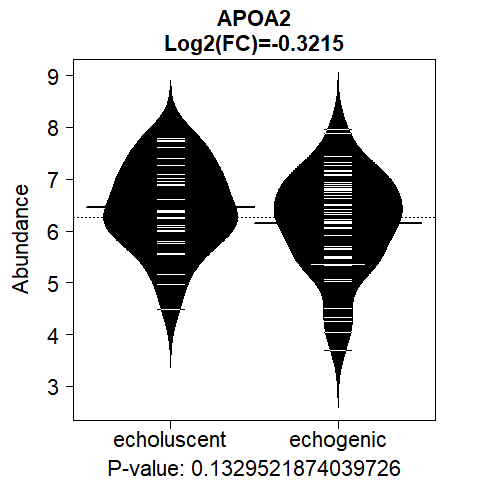 APOA2
Log2(FC)=-0.3215
9
8
7
6
5
4
3
Abundance
echoluscent echogenic
P-value: 0.1329521874039726